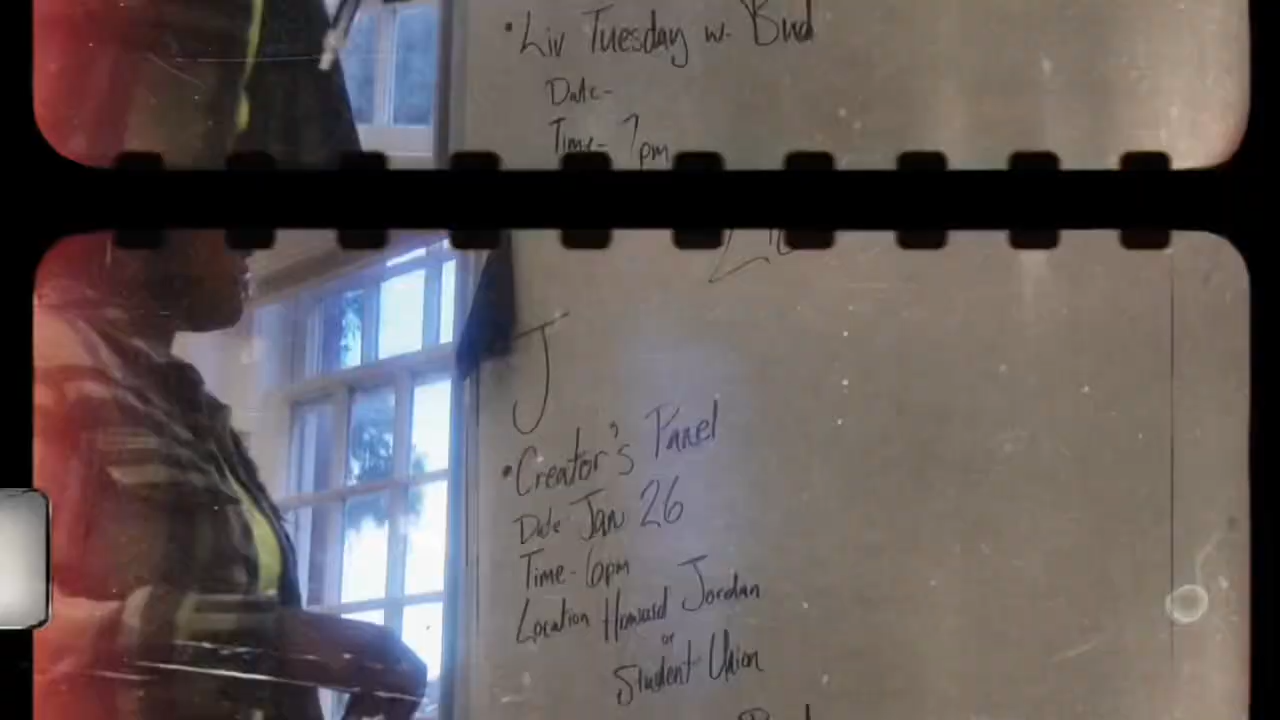 • Liv Tuesday w. Bud
Date-
Time- 7pm
J
• Creator's Panel
Date Jan 26
Time- 6pm
Location Howard Jordan
or
Student Union